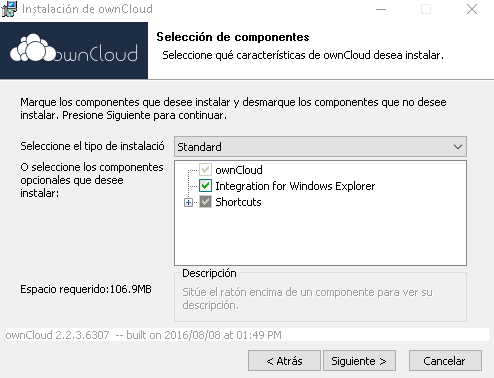 Instalación de ownCloud
ownCloud
Selección de componentes
Seleccione qué características de ownCloud desea instalar.
Marque los componentes que desee instalar y desmarque los componentes que no desee
instalar. Presione Siguiente para continuar.
Seleccione el tipo de instalació
Standard
O seleccione los componentes
opcionales que desee
instalar:
ownCloud
Integration for Windows Explorer
Shortcuts
Espacio requerido:106.9MB
Descripción
Sitúe el ratón encima de un componente para ver su
descripción.
ownCloud 2.2.3.6307 -- built on 2016/08/08 at 01:49 PM
< Atrás
Siguiente >
Cancelar